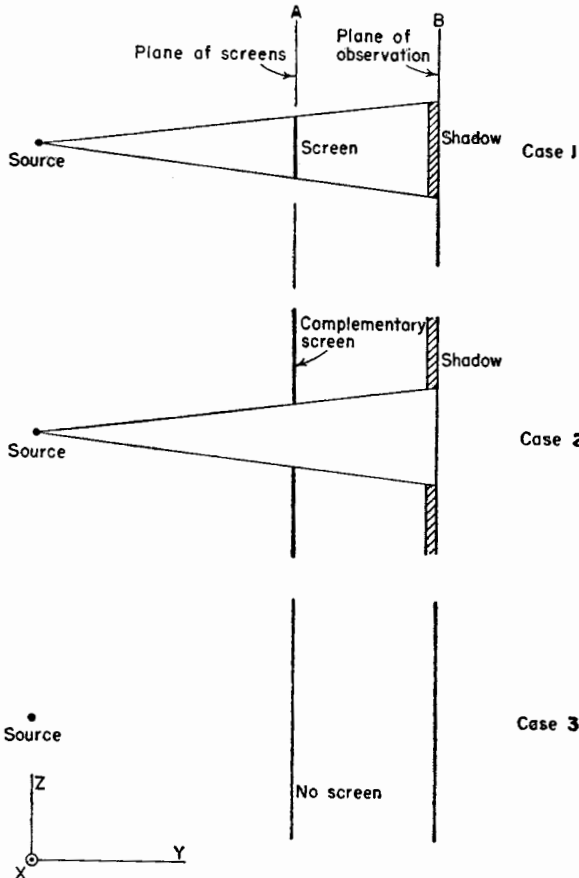 A
B
Plane af screens
Plane of
observation
Source
Screen
Shadow
Case 1
Complementary
screen
Shadow
Source
Case 2
Source
Case 3
No screen
Z
X
Y